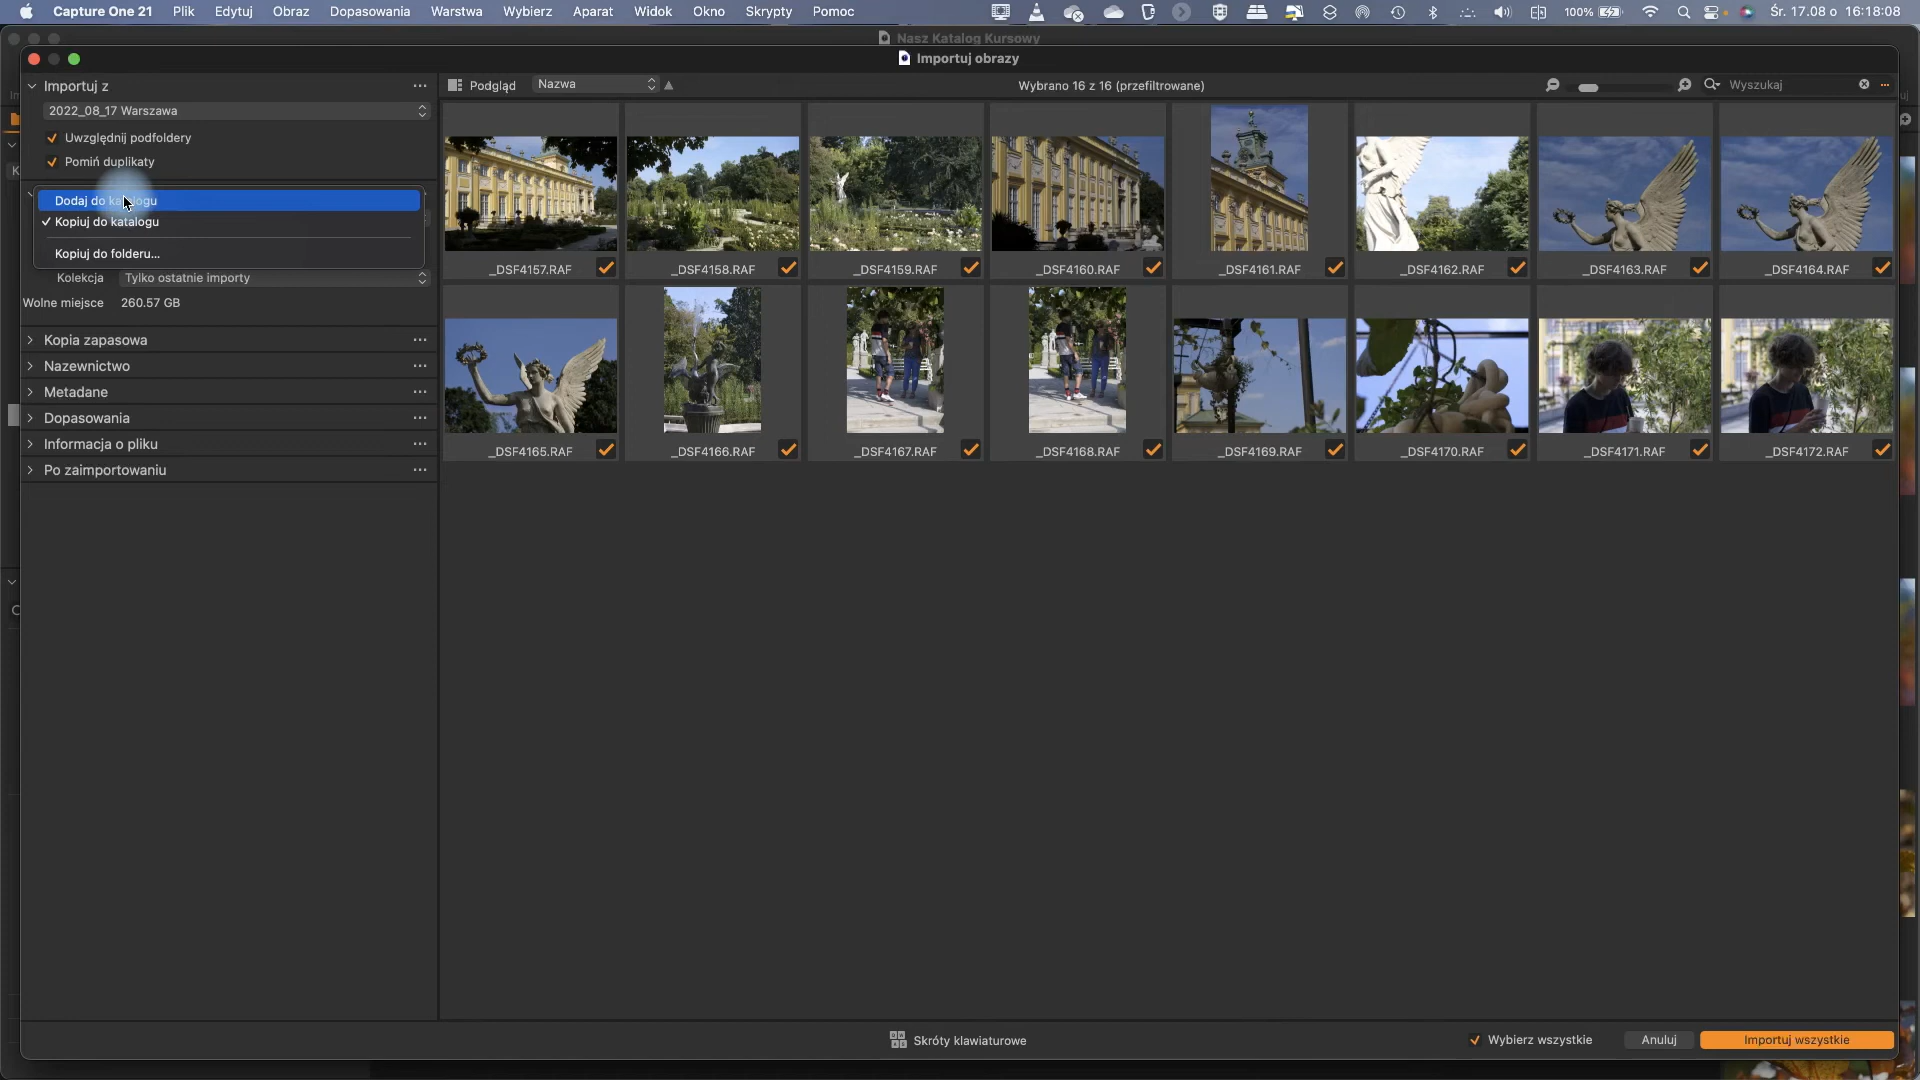 Capture One 21 Plik Edytuj Obraz Dopasowania Warstwa Wybierz Aparat Widok Okno Skrypty Pomoc 100% Śr. 17.08 o 16:18:08
Nasz Katalog Kursowy
Importuj obrazy
Importuj z
2022_08_17 Warszawa
Uwzględnij podfoldery
Pomiń duplikaty
Dodaj do katalogu
Kopiuj do katalogu
Kopiuj do folderu...
Kolekcja Tylko ostatnie importy
Wolne miejsce 260.57 GB
Kopia zapasowa
Nazewnictwo
Metadane
Dopasowania
Informacja o pliku
Po zaimportowaniu
Podgląd Nazwa Wybrano 16 z 16 (przefiltrowane) Wyszukaj
_DSF4157.RAF _DSF4158.RAF _DSF4159.RAF _DSF4160.RAF _DSF4161.RAF _DSF4162.RAF _DSF4163.RAF _DSF4164.RAF
_DSF4165.RAF _DSF4166.RAF _DSF4167.RAF _DSF4168.RAF _DSF4169.RAF _DSF4170.RAF _DSF4171.RAF _DSF4172.RAF
Skróty klawiaturowe Wybierz wszystkie Anuluj Importuj wszystkie